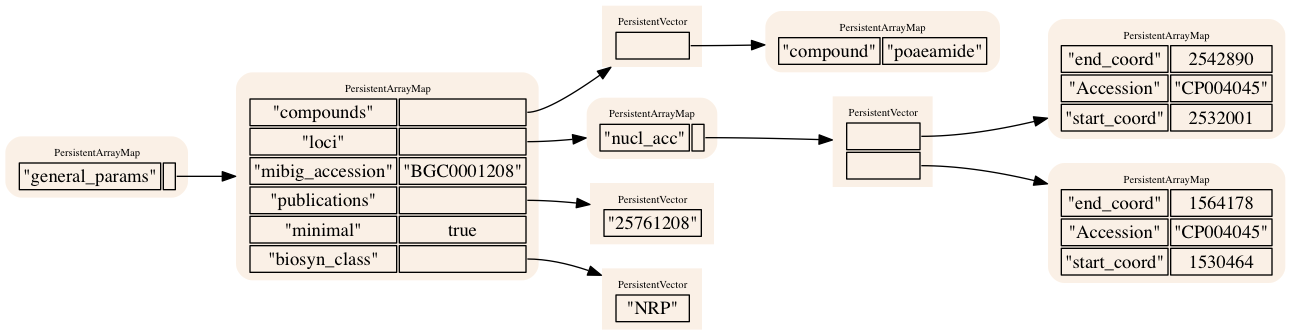 PersistentArrayMap
"general_params"
PersistentArrayMap
"compounds"
"loci"
"mibig_accession" "BGC0001208"
"publications"
"minimal" true
"biosyn_class"
PersistentVector
PersistentArrayMap
"compound" "poaeamide"
PersistentArrayMap
"nucl_acc"
PersistentVector
PersistentArrayMap
"end_coord" 2542890
"Accession" "CP004045"
"start_coord" 2532001
PersistentArrayMap
"end_coord" 1564178
"Accession" "CP004045"
"start_coord" 1530464
PersistentVector
"25761208"
PersistentVector
"NRP"